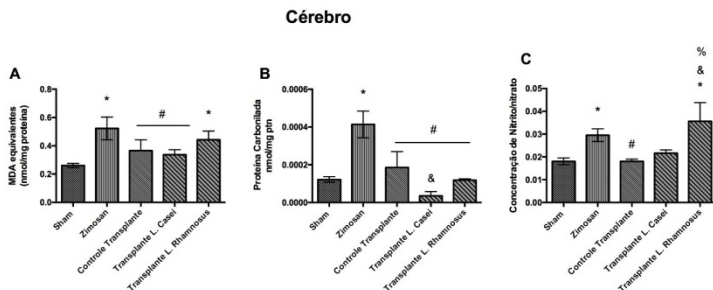 Cérebro
A
MDA equivalentes
(nmol/mg proteína)
0.8
0.6
0.4
0.2
0.0
*
#
*
Sham
Zimosan
Controle Transplante
Transplante L. Casei
Transplante L. Rhamnosus
B
Proteína Carbonilada
nmol/mg ptn
0.0006
0.0004
0.0002
0.0000
*
#
&
Sham
Zimosan
Controle Transplante
Transplante L. Casei
Transplante L. Rhamnosus
C
Concentração de Nitrito/nitrato
0.05
0.04
0.03
0.02
0.01
0.00
*
#
%
&
*
Sham
Zimosan
Controle Transplante
Transplante L. Casei
Transplante L. Rhamnosus